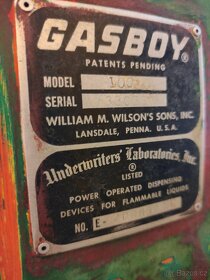 GASBOY®
PATENTS PENDING
MODEL
SERIAL
WILLIAM M. WILSON'S SONS, INC.
LANSDALE, PENNA. U.S.A.
Underwriters' Laboratories, Inc.
®
LISTED
POWER OPERATED DISPENSING
DEVICES FOR FLAMMABLE LIQUIDS
NO. E-